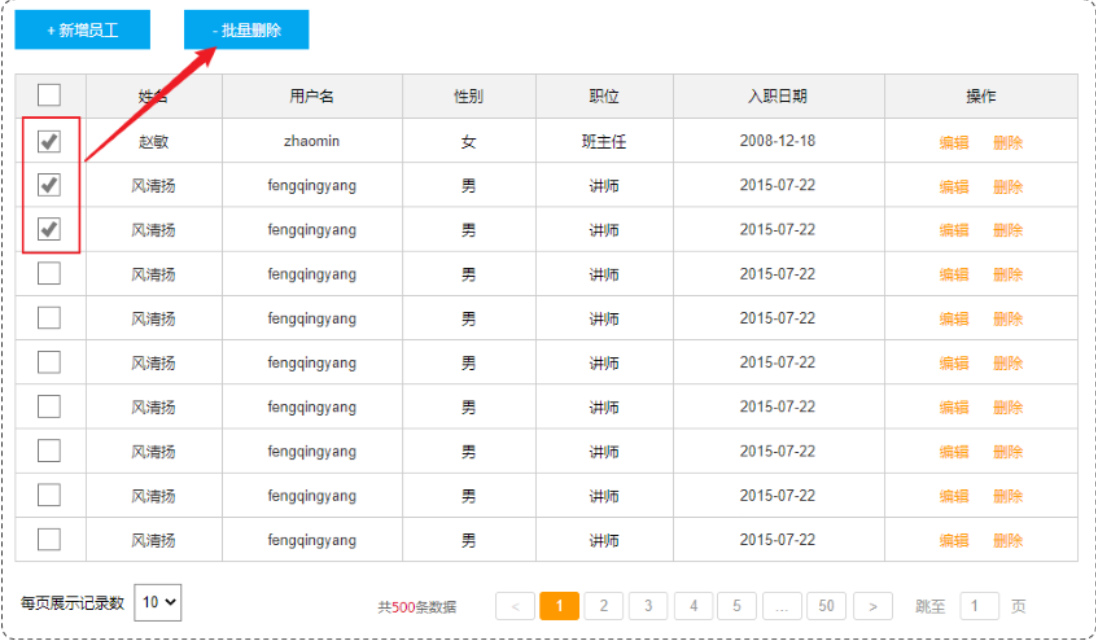 + 新增员工 - 批量删除
姓名 用户名 性别 职位 入职日期 操作
赵敏 zhaomin 女 班主任 2008-12-18 编辑 删除
风清扬 fengqingyang 男 讲师 2015-07-22 编辑 删除
风清扬 fengqingyang 男 讲师 2015-07-22 编辑 删除
风清扬 fengqingyang 男 讲师 2015-07-22 编辑 删除
风清扬 fengqingyang 男 讲师 2015-07-22 编辑 删除
风清扬 fengqingyang 男 讲师 2015-07-22 编辑 删除
风清扬 fengqingyang 男 讲师 2015-07-22 编辑 删除
风清扬 fengqingyang 男 讲师 2015-07-22 编辑 删除
风清扬 fengqingyang 男 讲师 2015-07-22 编辑 删除
风清扬 fengqingyang 男 讲师 2015-07-22 编辑 删除
每页展示记录数 10 共500条数据 < 1 2 3 4 5 ... 50 > 跳至 1 页